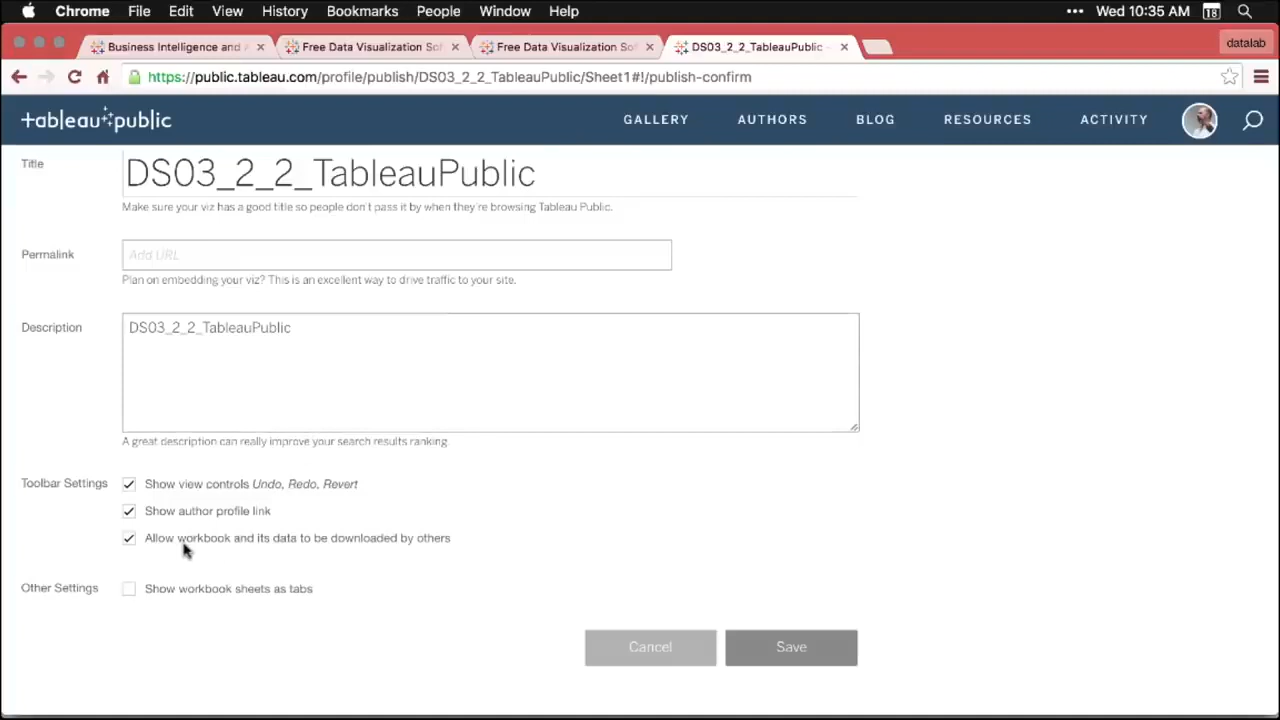 Chrome File Edit View History Bookmarks People Window Help ••• Wed 10:35 AM 18
Business Intelligence and A Free Data Visualization Sof Free Data Visualization Sof DS03_2_2_TableauPublic - datalab
https://public.tableau.com/profile/publish/DS03_2_2_TableauPublic/Sheet1#!/publish-confirm
+ableau public GALLERY AUTHORS BLOG RESOURCES ACTIVITY
Title DS03_2_2_TableauPublic
Make sure your viz has a good title so people don't pass it by when they're browsing Tableau Public.
Permalink Add URL
Plan on embedding your viz? This is an excellent way to drive traffic to your site.
Description DS03_2_2_TableauPublic
A great description can really improve your search results ranking.
Toolbar Settings Show view controls Undo, Redo, Revert
Show author profile link
Allow workbook and its data to be downloaded by others
Other Settings Show workbook sheets as tabs
Cancel Save